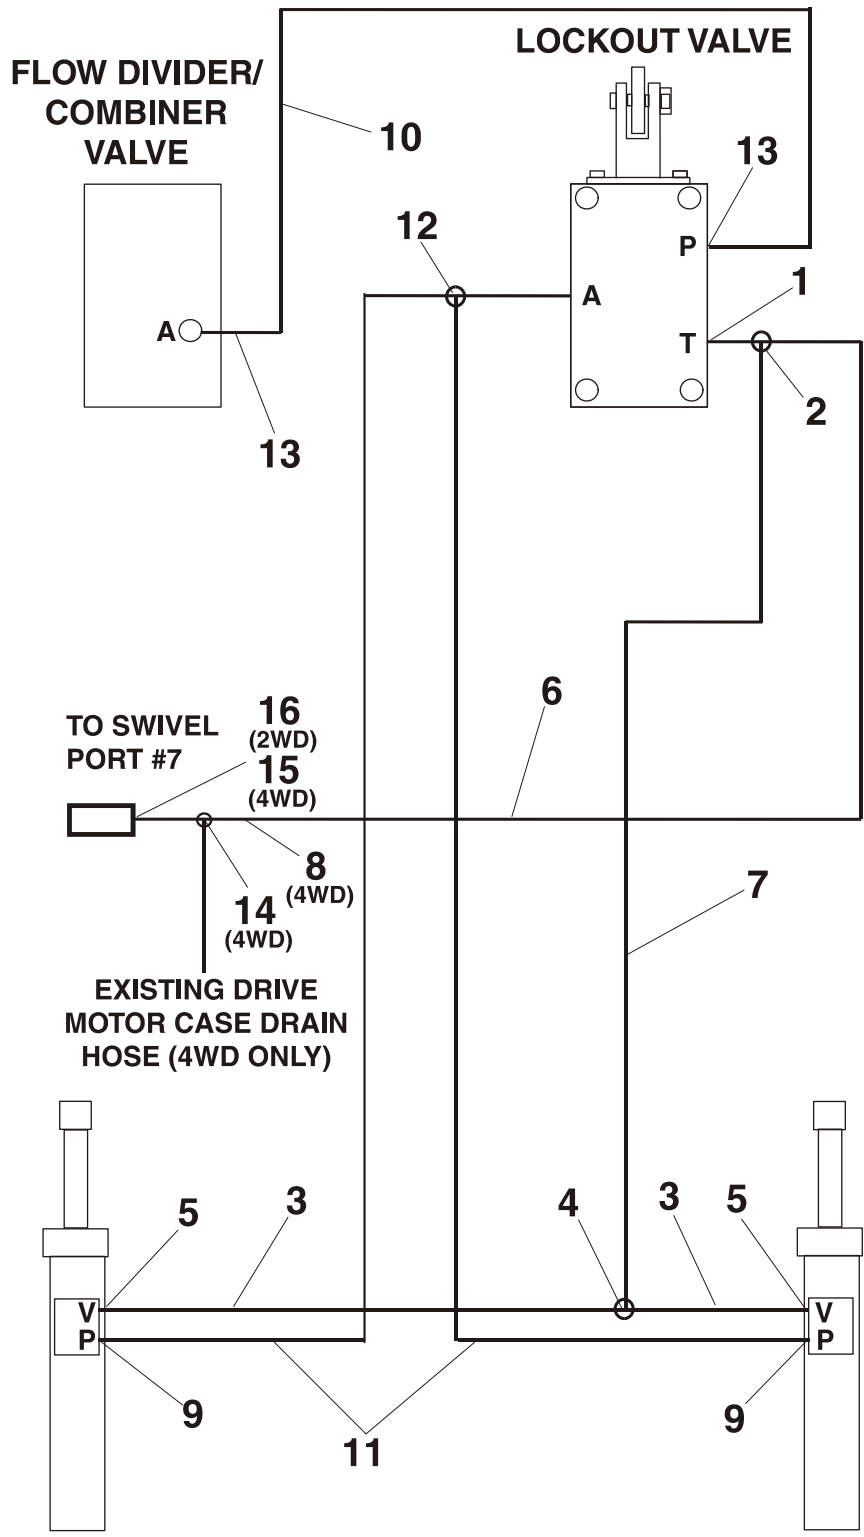 LOCKOUT VALVE
FLOW DIVIDER/
COMBINER
VALVE
10
13
12
P
1
A
A
T
2
13
6
TO SWIVEL
PORT #7
16
(2WD)
15
(4WD)
8
(4WD)
14
(4WD)
7
EXISTING DRIVE
MOTOR CASE DRAIN
HOSE (4WD ONLY)
5
3
4
3
5
V
P
V
P
9
11
9